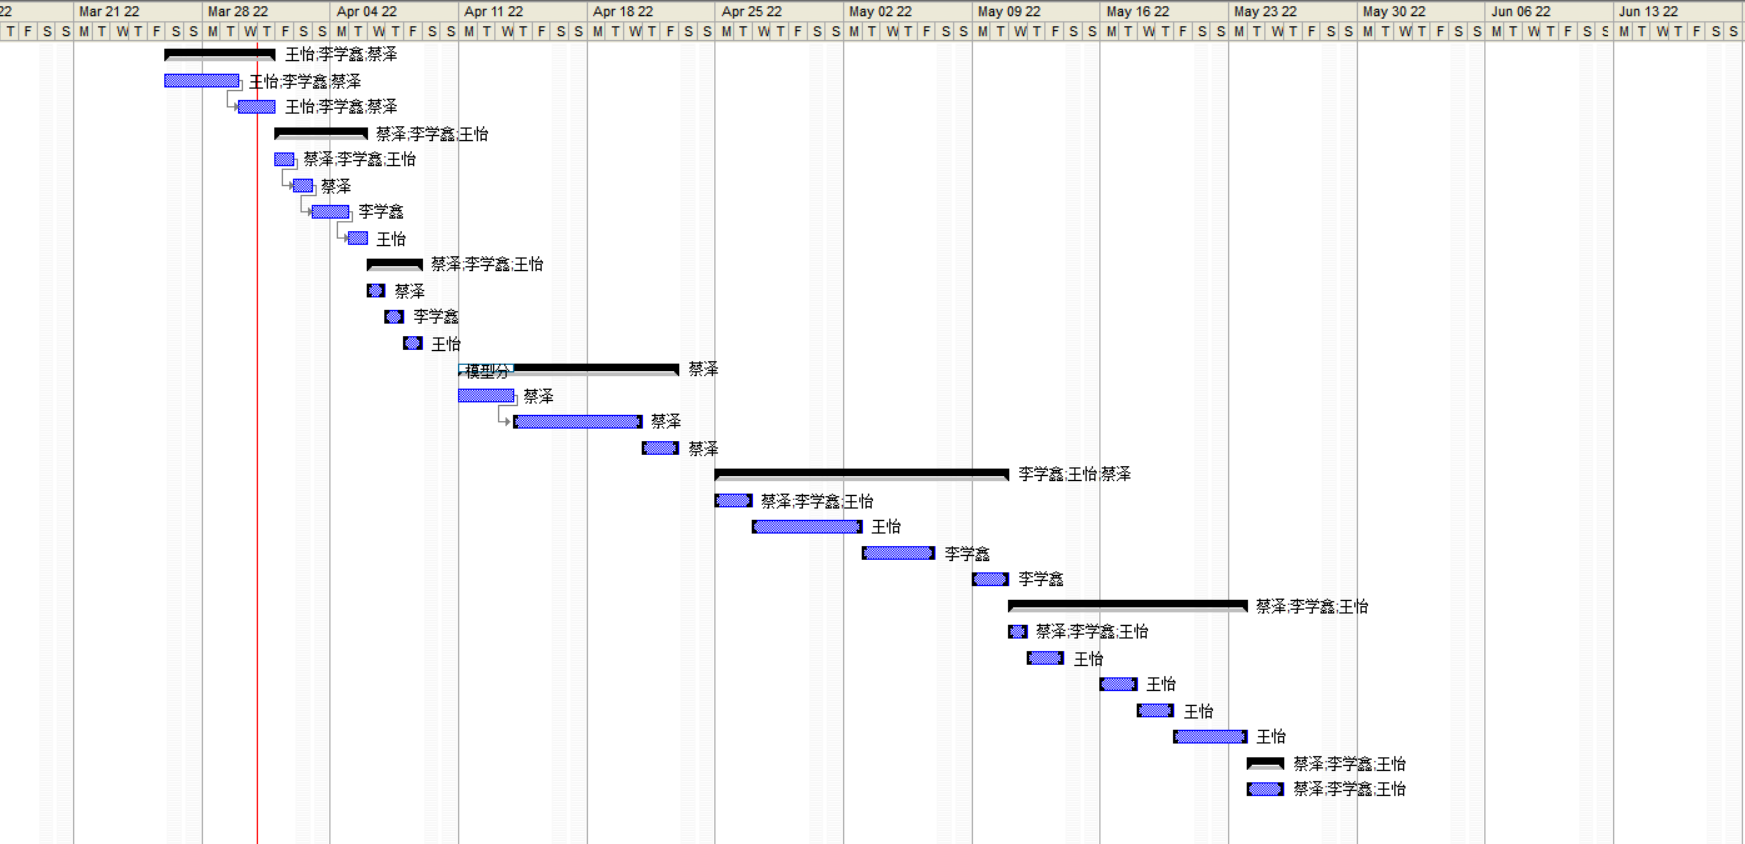 22 Mar 21 22 Mar 28 22 Apr 04 22 Apr 11 22 Apr 18 22 Apr 25 22 May 02 22 May 09 22 May 16 22 May 23 22 May 30 22 Jun 06 22 Jun 13 22
T F S S M T W T F S S M T W T F S S M T W T F S S M T W T F S S M T W T F S S M T W T F S S M T W T F S S M T W T F S S M T W T F S S M T W T F S S M T W T F S S M T W T F S S M T W T F S S
王怡;李学鑫;蔡泽
王怡;李学鑫;蔡泽
王怡;李学鑫;蔡泽
蔡泽;李学鑫;王怡
蔡泽;李学鑫;王怡
蔡泽
李学鑫
王怡
蔡泽;李学鑫;王怡
蔡泽
李学鑫
王怡
模型分 蔡泽
蔡泽
蔡泽
蔡泽
李学鑫;王怡;蔡泽
蔡泽;李学鑫;王怡
王怡
李学鑫
李学鑫
蔡泽;李学鑫;王怡
蔡泽;李学鑫;王怡
王怡
王怡
王怡
王怡
蔡泽;李学鑫;王怡
蔡泽;李学鑫;王怡